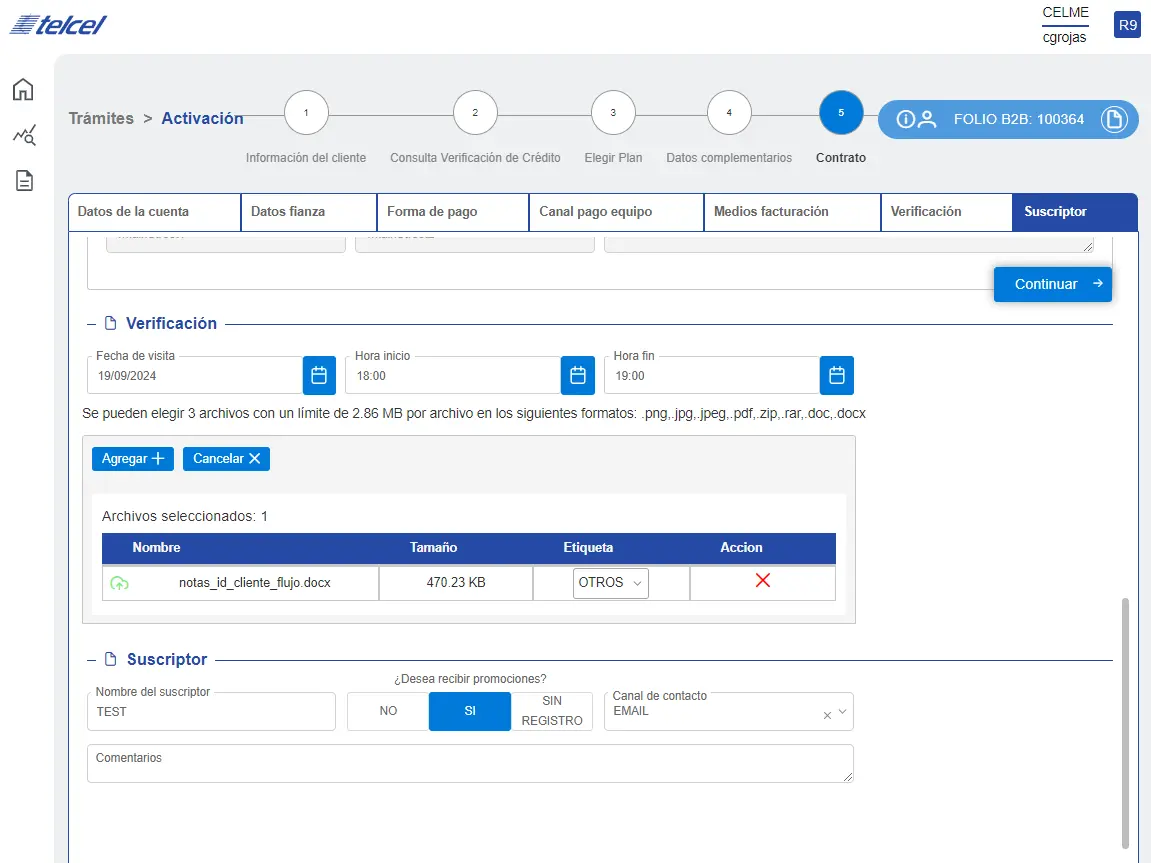 telcel
CELME
cgrojas
R9
Trámites > Activación
1
2
3
4
5
Información del cliente
Consulta Verificación de Crédito
Elegir Plan
Datos complementarios
Contrato
FOLIO B2B: 100364
Datos de la cuenta
Datos fianza
Forma de pago
Canal pago equipo
Medios facturación
Verificación
Suscriptor
Continuar
Verificación
Fecha de visita
19/09/2024
Hora inicio
18:00
Hora fin
19:00
Se pueden elegir 3 archivos con un límite de 2.86 MB por archivo en los siguientes formatos: .png,.jpg,.jpeg,.pdf,.zip,.rar,.doc,.docx
Agregar
Cancelar
Archivos seleccionados: 1
Nombre Tamaño Etiqueta Accion
notas_id_cliente_flujo.docx 470.23 KB OTROS
Suscriptor
Nombre del suscriptor
TEST
¿Desea recibir promociones?
NO
SI
SIN
REGISTRO
Canal de contacto
EMAIL
Comentarios